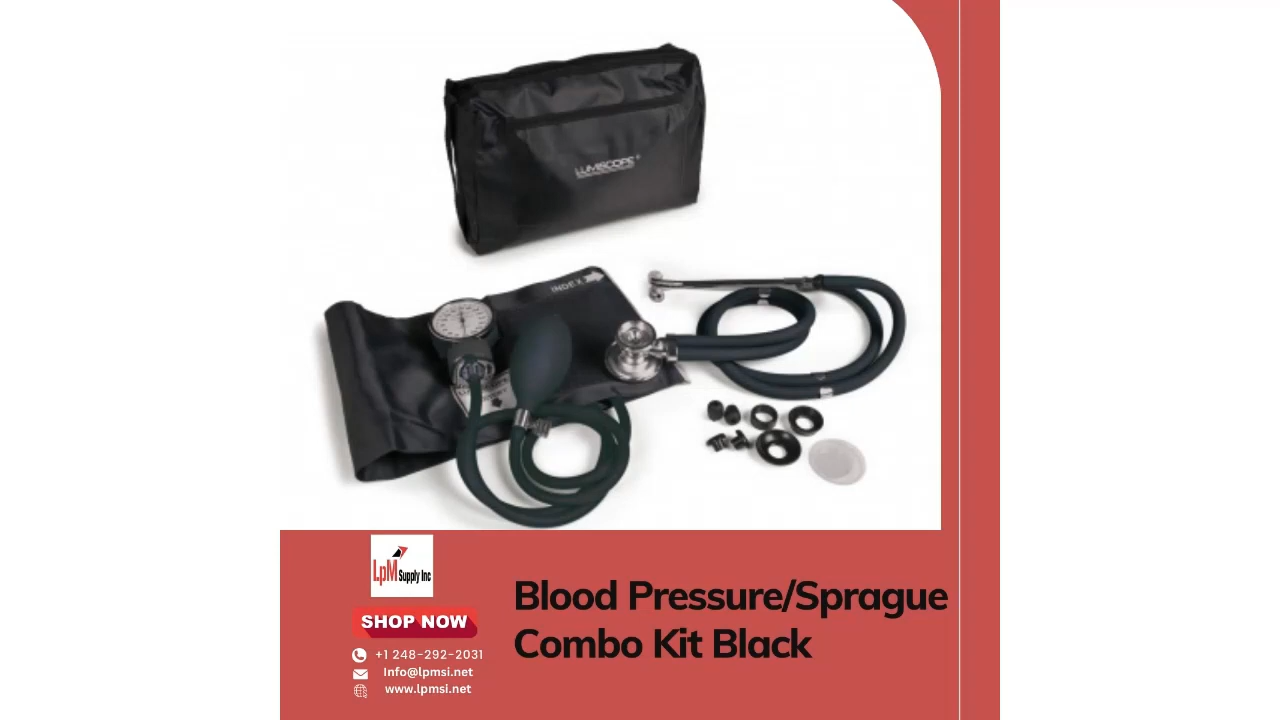 LUMISCOPE
INDEX
LpM Supply Inc
SHOP NOW
+1 248-292-2031
Info@lpmsi.net
www.lpmsi.net
Blood Pressure/Sprague
Combo Kit Black